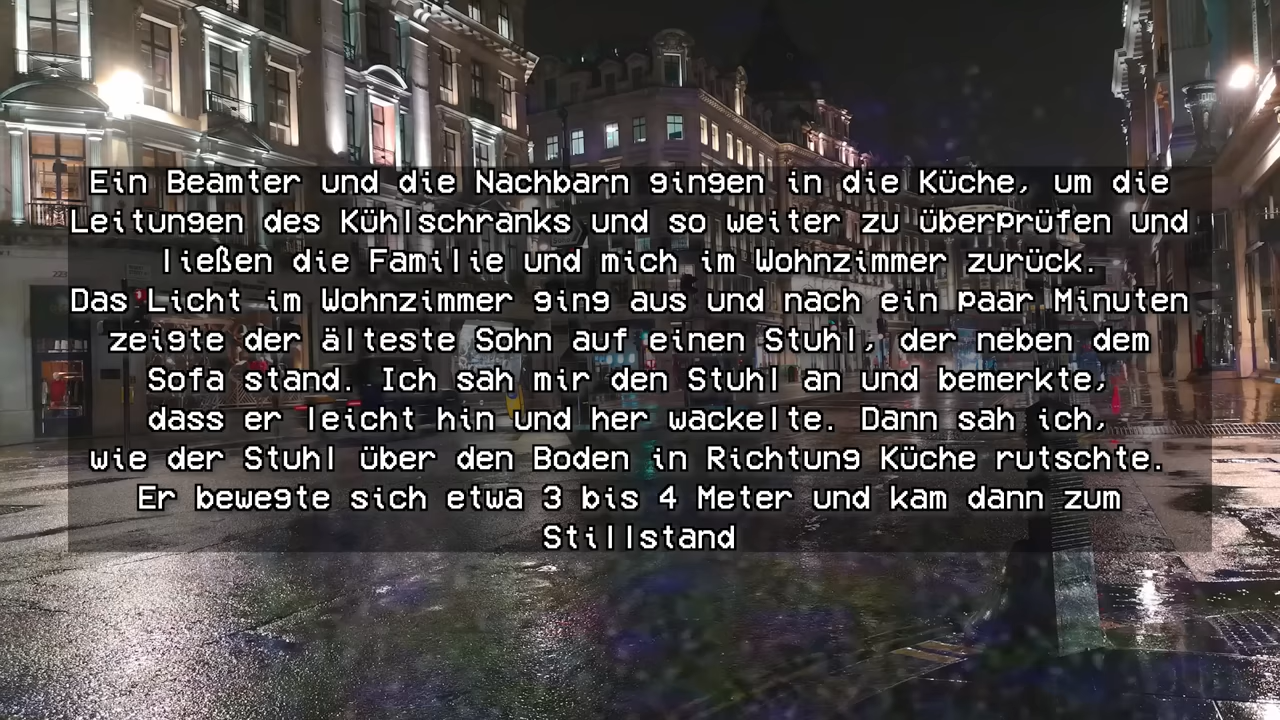 Ein Beamter und die Nachbarn gingen in die Küche, um die
Leitungen des Kühlschranks und so weiter zu überprüfen und
ließen die Familie und mich im Wohnzimmer zurück.
Das Licht im Wohnzimmer ging aus und nach ein paar Minuten
zeigte der älteste Sohn auf einen Stuhl, der neben dem
Sofa stand. Ich sah mir den Stuhl an und bemerkte,
dass er leicht hin und her wackelte. Dann sah ich,
wie der Stuhl über den Boden in Richtung Küche rutschte.
Er bewegte sich etwa 3 bis 4 Meter und kam dann zum
Stillstand